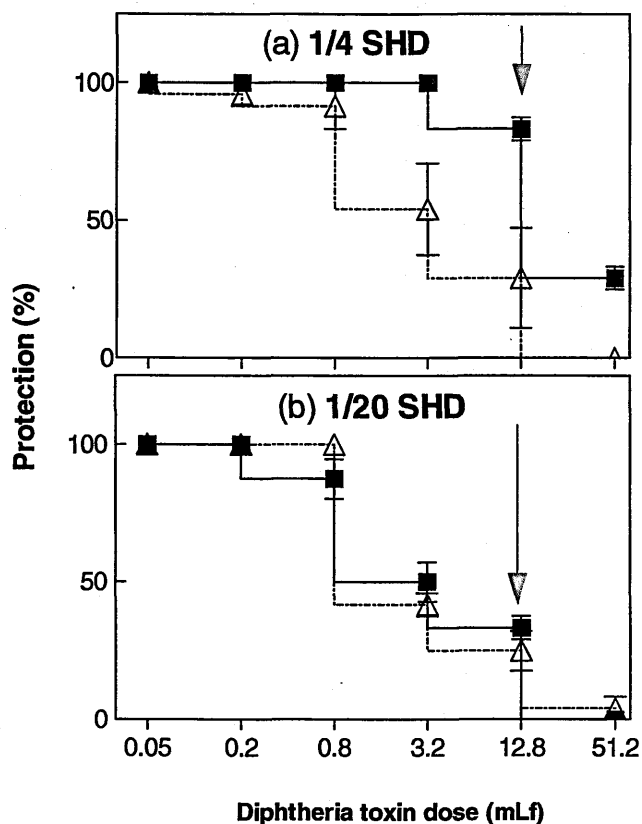 (a) 1/4 SHD
100
50
0
Protection (%)
(b) 1/20 SHD
100
50
0
0.05 0.2 0.8 3.2 12.8 51.2
Diphtheria toxin dose (mLf)